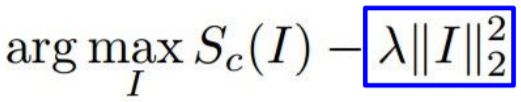 arg max_I S_c(I) − λ‖I‖_2^2